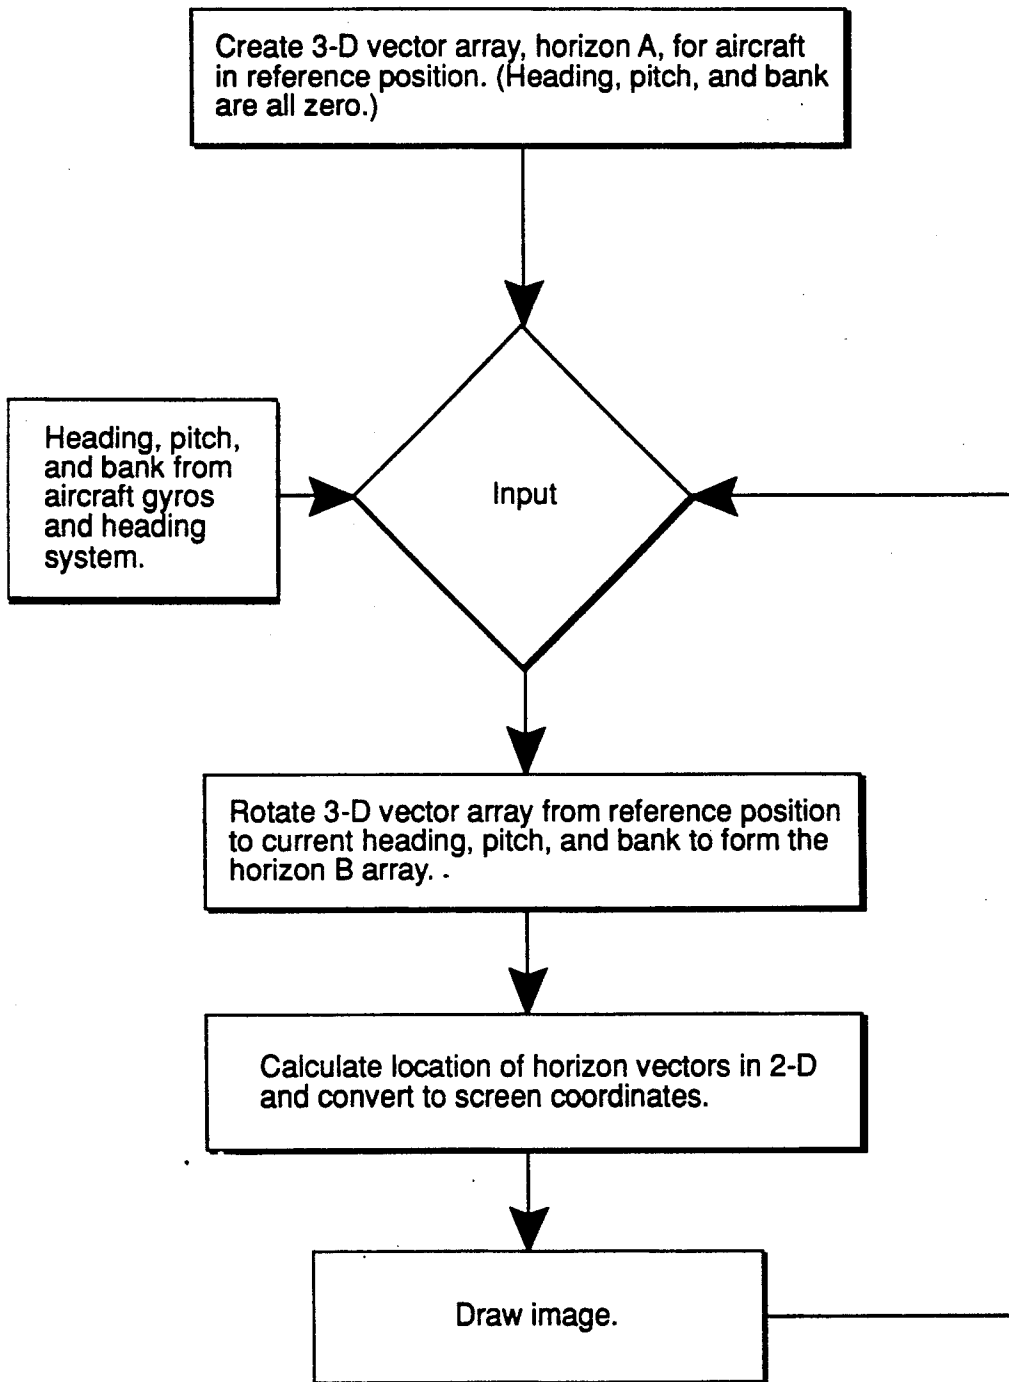 Create 3-D vector array, horizon A, for aircraft
in reference position. (Heading, pitch, and bank
are all zero.)
Heading, pitch,
and bank from
aircraft gyros
and heading
system.
Input
Rotate 3-D vector array from reference position
to current heading, pitch, and bank to form the
horizon B array. .
Calculate location of horizon vectors in 2-D
and convert to screen coordinates.
Draw image.